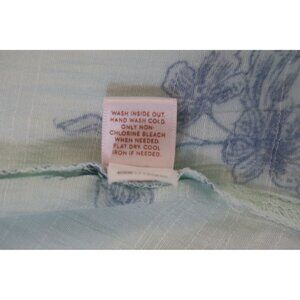 WASH INSIDE OUT.
HAND WASH COLD.
ONLY NON-
CHLORINE BLEACH
WHEN NEEDED.
FLAT DRY. COOL
IRON IF NEEDED.